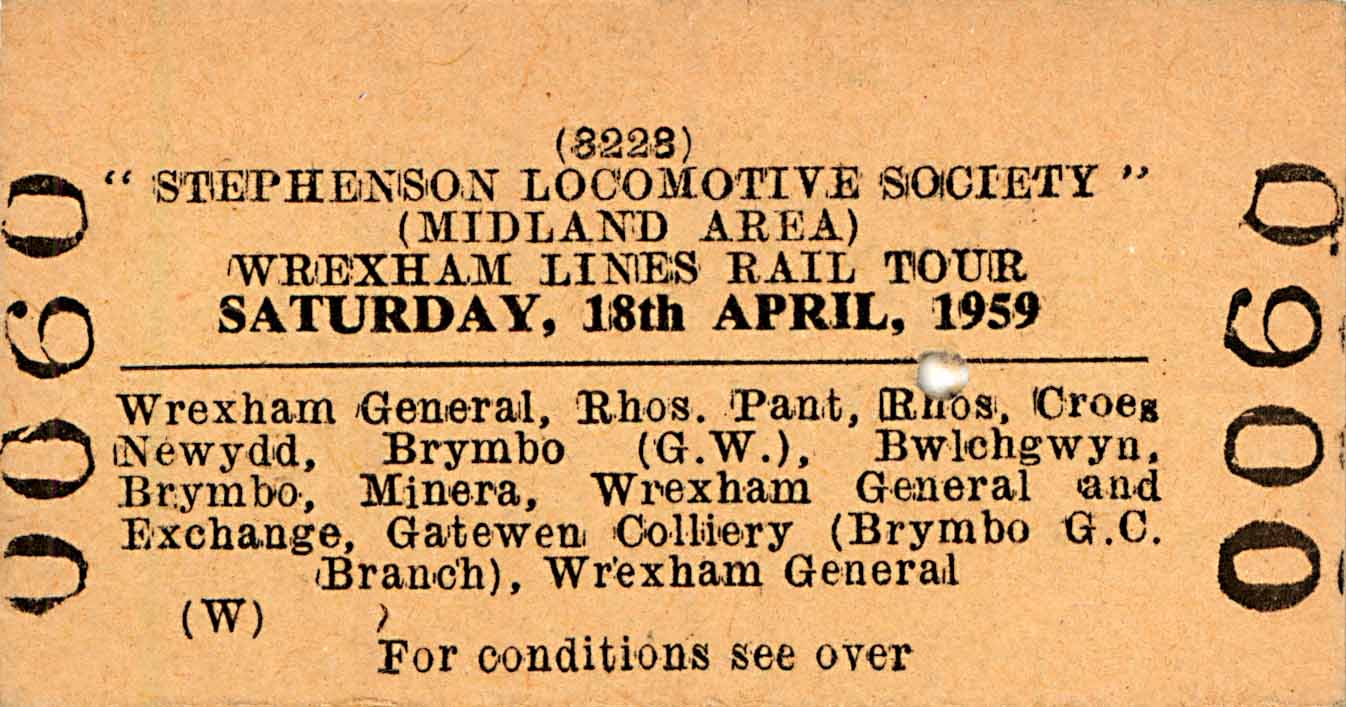 (3228)
“ STEPHENSON LOCOMOTIVE SOCIETY ”
(MIDLAND AREA)
WREXHAM LINES RAIL TOUR
SATURDAY, 18th APRIL, 1959
Wrexham General, Rhos. Pant, Rhos, Croes
Newydd, Brymbo (G.W.), Bwlchgwyn,
Brymbo, Minera, Wrexham General and
Exchange, Gatewen Colliery (Brymbo G.C.
Branch), Wrexham General
(W) )
For conditions see over
0060
0060